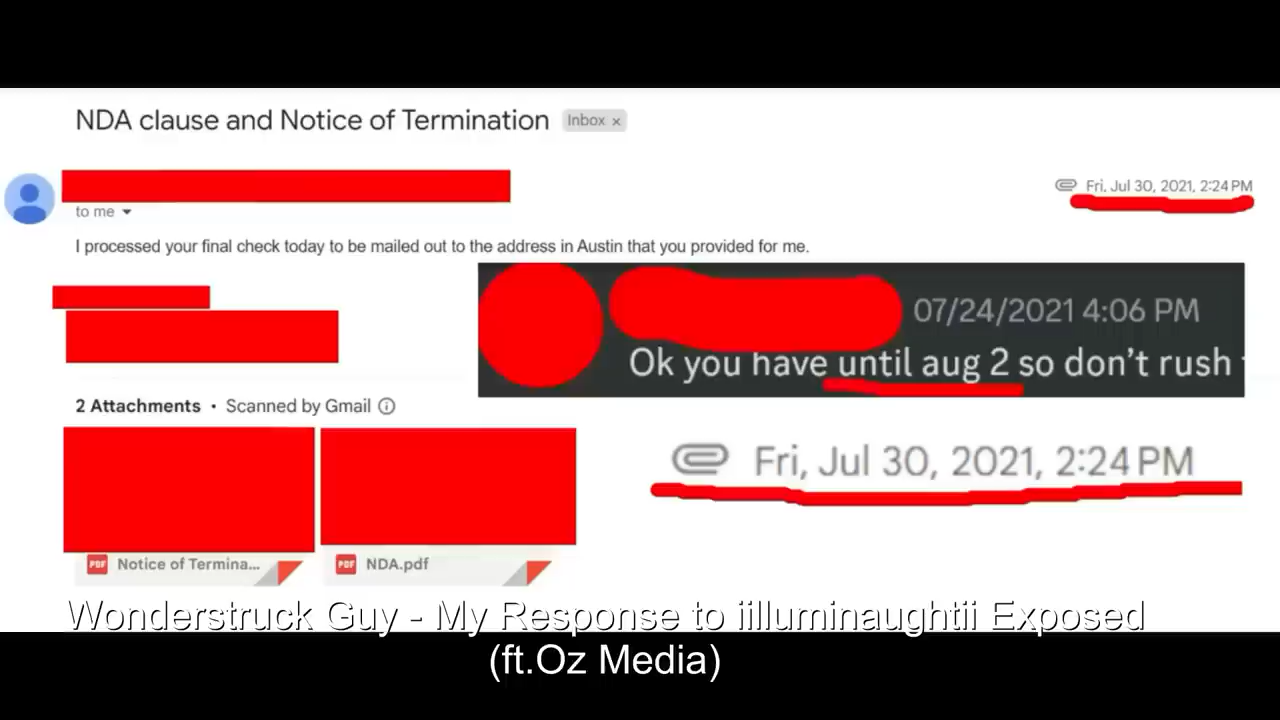 NDA clause and Notice of Termination Inbox x
Fri, Jul 30, 2021, 2:24 PM
to me
I processed your final check today to be mailed out to the address in Austin that you provided for me.
07/24/2021 4:06 PM
Ok you have until aug 2 so don't rush
2 Attachments • Scanned by Gmail
Fri, Jul 30, 2021, 2:24 PM
PDF Notice of Termina...
PDF NDA.pdf
Wonderstruck Guy - My Response to iilluminaughtii Exposed
(ft.Oz Media)